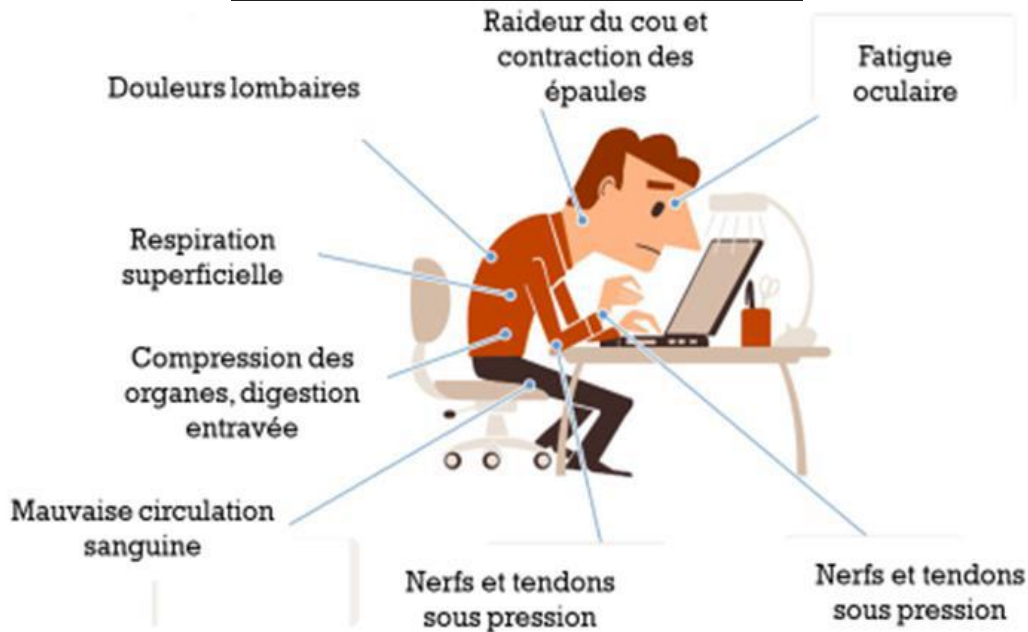 Raideur du cou et
contraction des
épaules
Fatigue
oculaire
Douleurs lombaires
Respiration
superficielle
Compression des
organes, digestion
entravée
Mauvaise circulation
sanguine
Nerfs et tendons
sous pression
Nerfs et tendons
sous pression